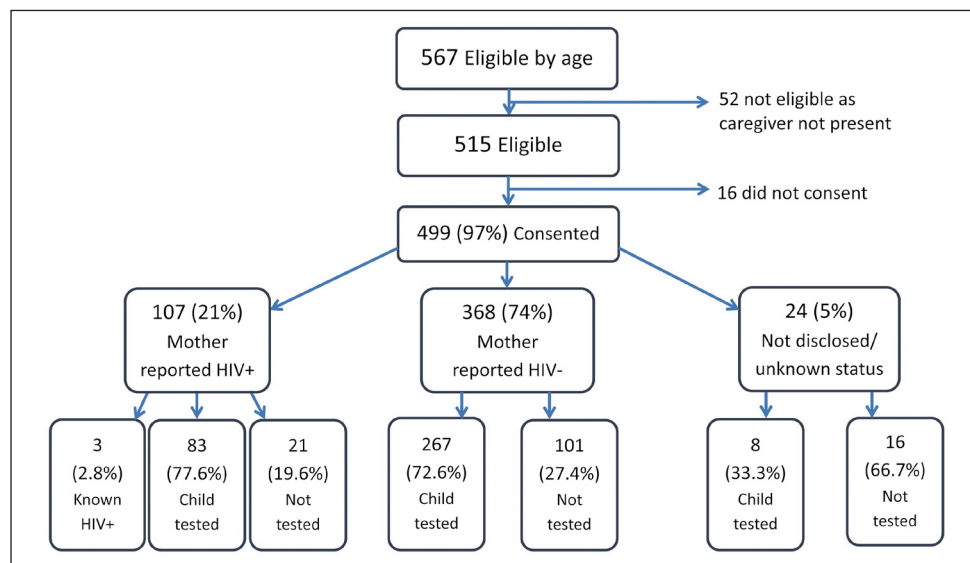 567 Eligible by age
52 not eligible as
caregiver not present
515 Eligible
16 did not consent
499 (97%) Consented
107 (21%)
Mother
reported HIV+
368 (74%)
Mother
reported HIV-
24 (5%)
Not disclosed/
unknown status
3
(2.8%)
Known
HIV+
83
(77.6%)
Child
tested
21
(19.6%)
Not
tested
267
(72.6%)
Child
tested
101
(27.4%)
Not
tested
8
(33.3%)
Child
tested
16
(66.7%)
Not
tested